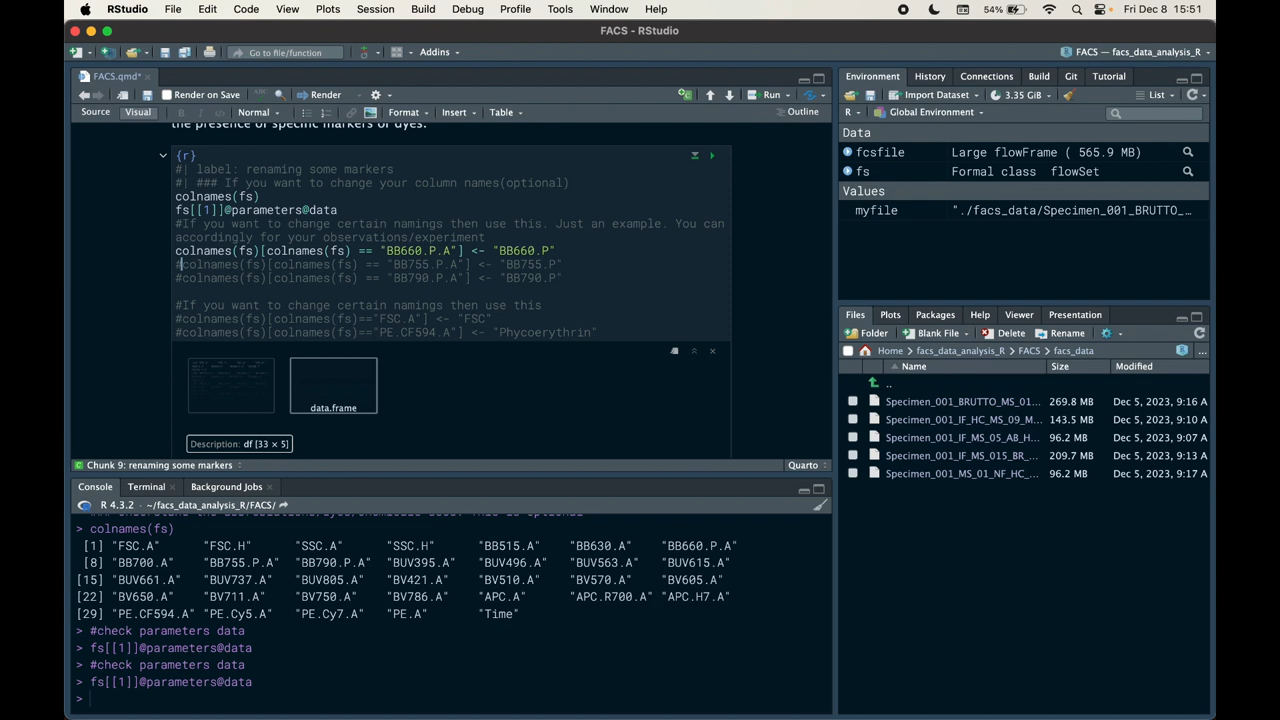 RStudio File Edit Code View Plots Session Build Debug Profile Tools Window Help 54% Fri Dec 8 15:51
FACS - RStudio
Go to file/function Addins FACS — facs_data_analysis_R
FACS.qmd*
Render on Save ABC Render Run
Source Visual B Normal Format Insert Table Outline
the presence of specific markers or dyes.
{r}
#| label: renaming some markers
#| ### If you want to change your column names(optional)
colnames(fs)
fs[[1]]@parameters@data
#If you want to change certain namings then use this. Just an example. You can
accordingly for your observations/experiment
colnames(fs)[colnames(fs) == "BB660.P.A"] <- "BB660.P"
#colnames(fs)[colnames(fs) == "BB755.P.A"] <- "BB755.P"
#colnames(fs)[colnames(fs) == "BB790.P.A"] <- "BB790.P"
#If you want to change certain namings then use this
#colnames(fs)[colnames(fs)=="FSC.A"] <- "FSC"
#colnames(fs)[colnames(fs)=="PE.CF594.A"] <- "Phycoerythrin"
data.frame
Description: df [33 × 5]
Chunk 9: renaming some markers Quarto
Console Terminal Background Jobs
R 4.3.2 · ~/facs_data_analysis_R/FACS/
> colnames(fs)
[1] "FSC.A" "FSC.H" "SSC.A" "SSC.H" "BB515.A" "BB630.A" "BB660.P.A"
[8] "BB700.A" "BB755.P.A" "BB790.P.A" "BUV395.A" "BUV496.A" "BUV563.A" "BUV615.A"
[15] "BUV661.A" "BUV737.A" "BUV805.A" "BV421.A" "BV510.A" "BV570.A" "BV605.A"
[22] "BV650.A" "BV711.A" "BV750.A" "BV786.A" "APC.A" "APC.R700.A" "APC.H7.A"
[29] "PE.CF594.A" "PE.Cy5.A" "PE.Cy7.A" "PE.A" "Time"
> #check parameters data
> fs[[1]]@parameters@data
> #check parameters data
> fs[[1]]@parameters@data
>
Environment History Connections Build Git Tutorial
Import Dataset 3.35 GiB List
R Global Environment
Data
fcsfile Large flowFrame ( 565.9 MB)
fs Formal class flowSet
Values
myfile "./facs_data/Specimen_001_BRUTTO_…
Files Plots Packages Help Viewer Presentation
Folder Blank File Delete Rename
Home facs_data_analysis_R FACS facs_data ...
Name Size Modified
..
Specimen_001_BRUTTO_MS_01... 269.8 MB Dec 5, 2023, 9:16 A
Specimen_001_IF_HC_MS_09_M... 143.5 MB Dec 5, 2023, 9:10 A
Specimen_001_IF_MS_05_AB_H... 96.2 MB Dec 5, 2023, 9:07 A
Specimen_001_IF_MS_015_BR_... 209.7 MB Dec 5, 2023, 9:13 A
Specimen_001_MS_01_NF_HC_... 96.2 MB Dec 5, 2023, 9:17 A